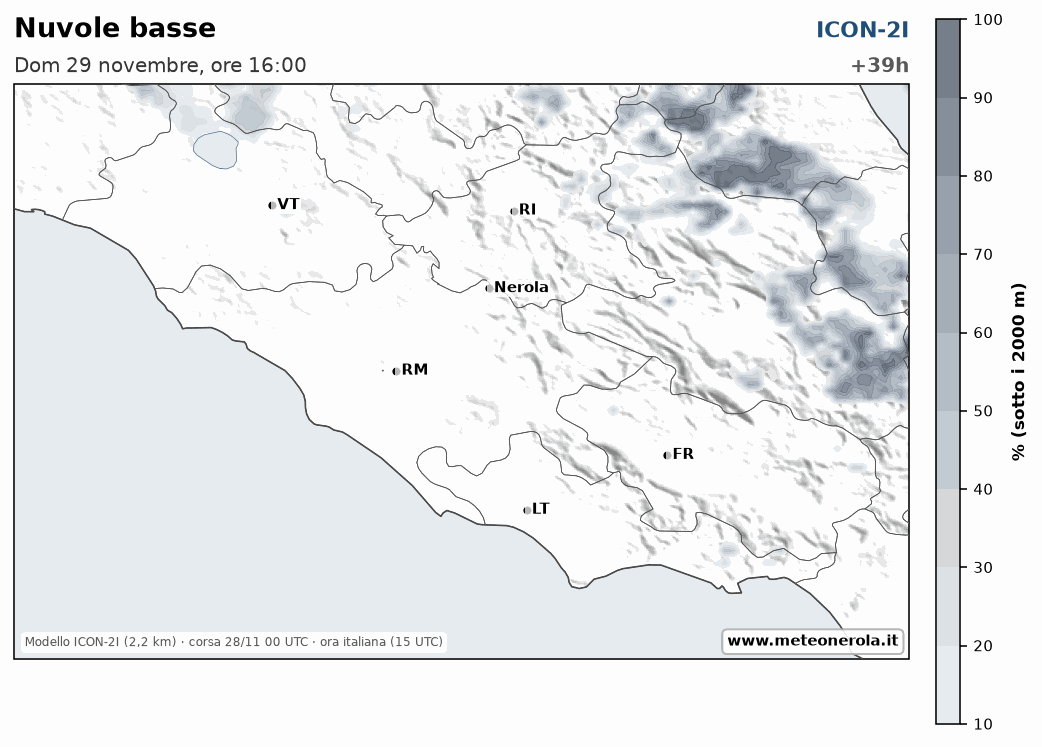 Nuvole basse
ICON-2I
Dom 29 novembre, ore 16:00
+39h
VT
RI
Nerola
RM
FR
LT
Modello ICON-2I (2,2 km) · corsa 28/11 00 UTC · ora italiana (15 UTC)
www.meteonerola.it
100
90
80
70
60
50
40
30
20
10
% (sotto i 2000 m)